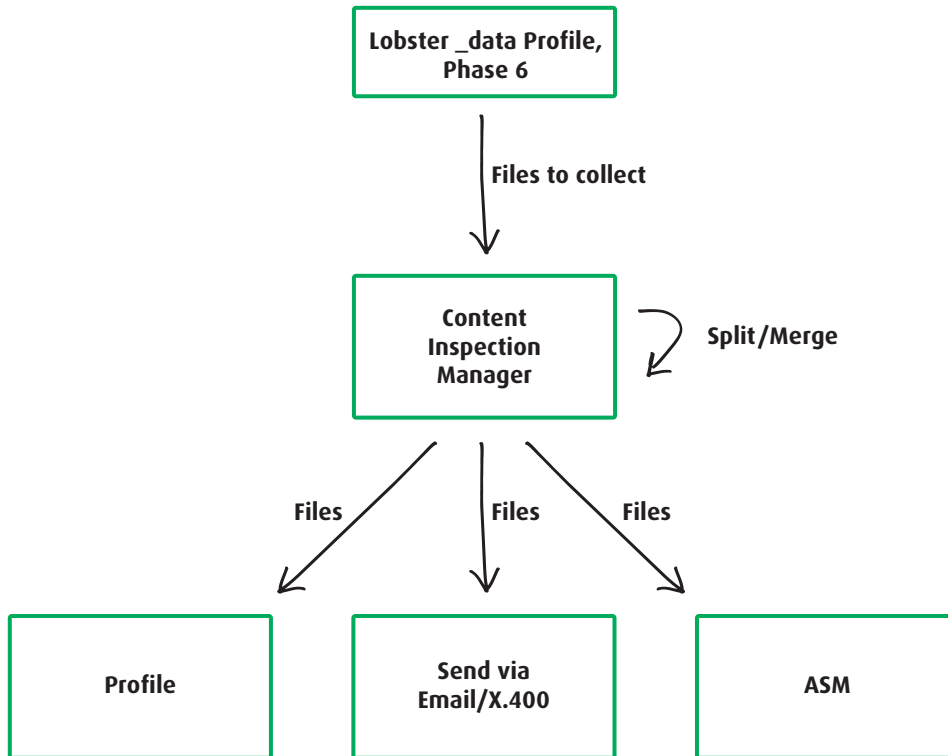 Lobster _data Profile,
Phase 6
Files to collect
Content
Inspection
Manager
Split/Merge
Files
Files
Files
Profile
Send via
Email/X.400
ASM